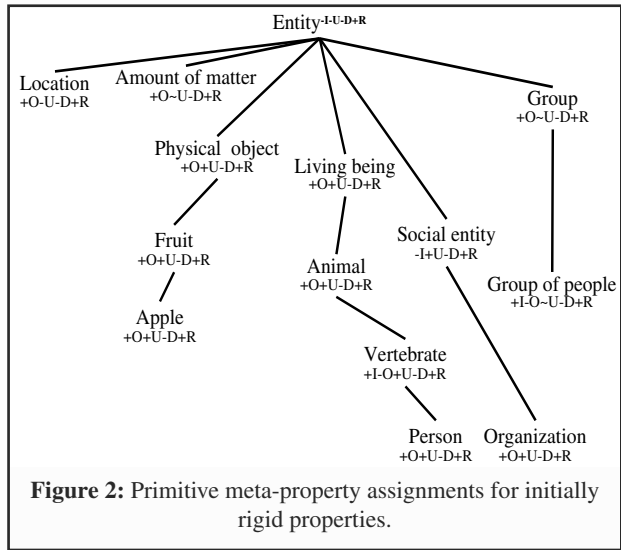 Entity-I-U-D+R
Location
+O-U-D+R
Amount of matter
+O~U-D+R
Group
+O~U-D+R
Physical object
+O+U-D+R
Living being
+O+U-D+R
Fruit
+O+U-D+R
Social entity
-I+U-D+R
Animal
+O+U-D+R
Group of people
+I-O~U-D+R
Apple
+O+U-D+R
Vertebrate
+I-O+U-D+R
Person
+O+U-D+R
Organization
+O+U-D+R
Figure 2: Primitive meta-property assignments for initially
rigid properties.